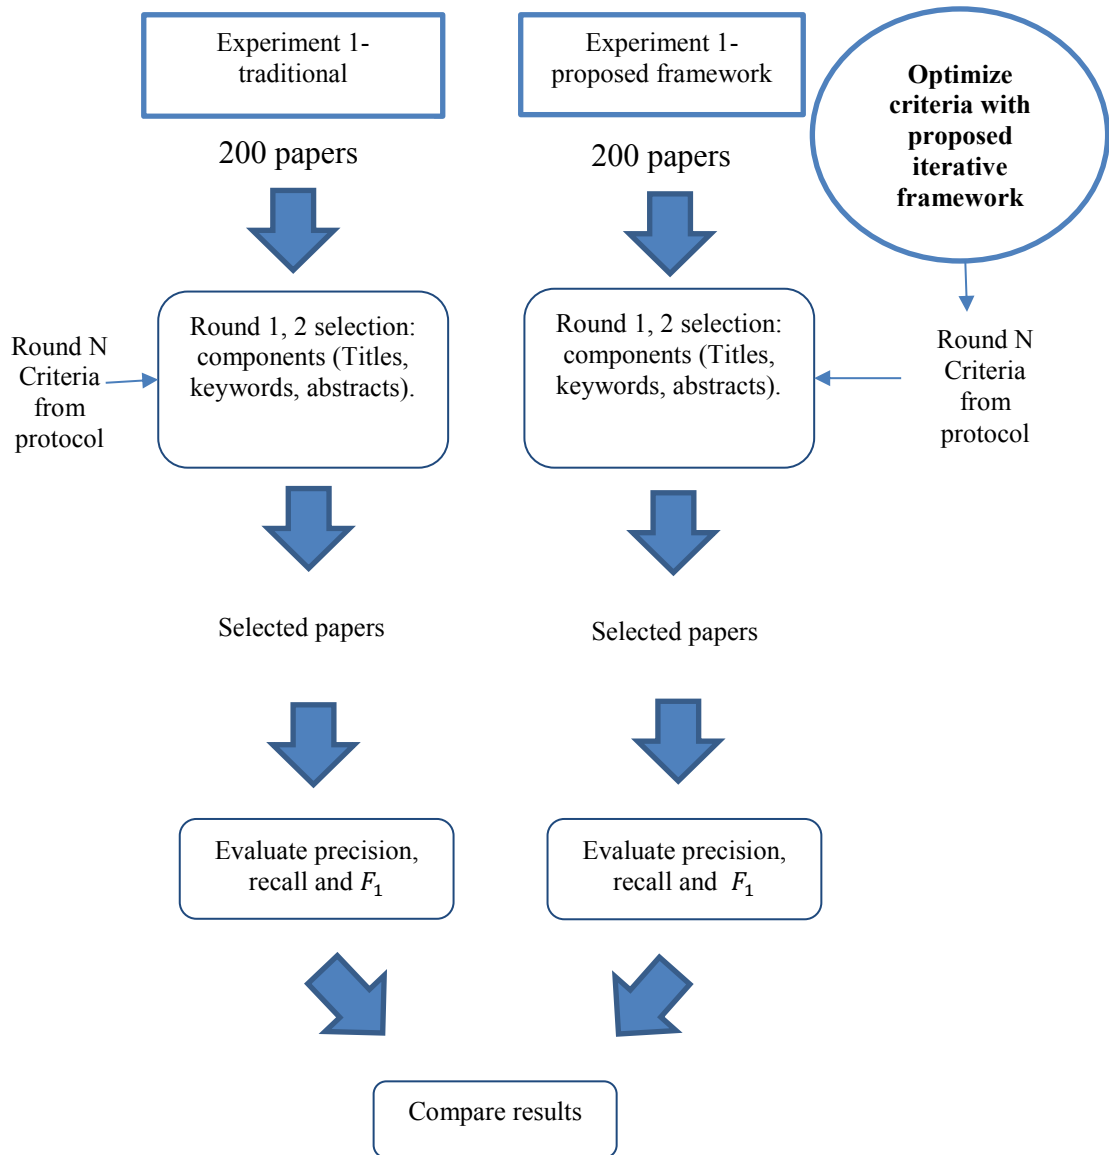 Experiment 1-
traditional
Experiment 1-
proposed framework
Optimize
criteria with
proposed
iterative
framework
200 papers
200 papers
Round N
Criteria
from
protocol
Round 1, 2 selection:
components (Titles,
keywords, abstracts).
Round 1, 2 selection:
components (Titles,
keywords, abstracts).
Round N
Criteria
from
protocol
Selected papers
Selected papers
Evaluate precision,
recall and F₁
Evaluate precision,
recall and F₁
Compare results